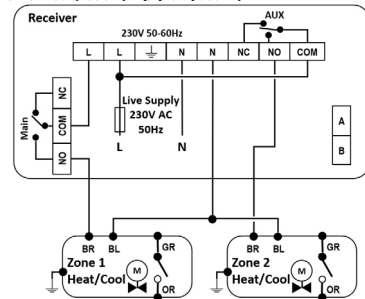 Receiver
230V 50-60Hz
AUX
L L N N NC NO COM
NC
COM
NO
Main
Live Supply
230V AC
50Hz
L N
A
B
BR BL GR
Zone 1
Heat/Cool
M
OR
BR BL GR
Zone 2
Heat/Cool
M
OR